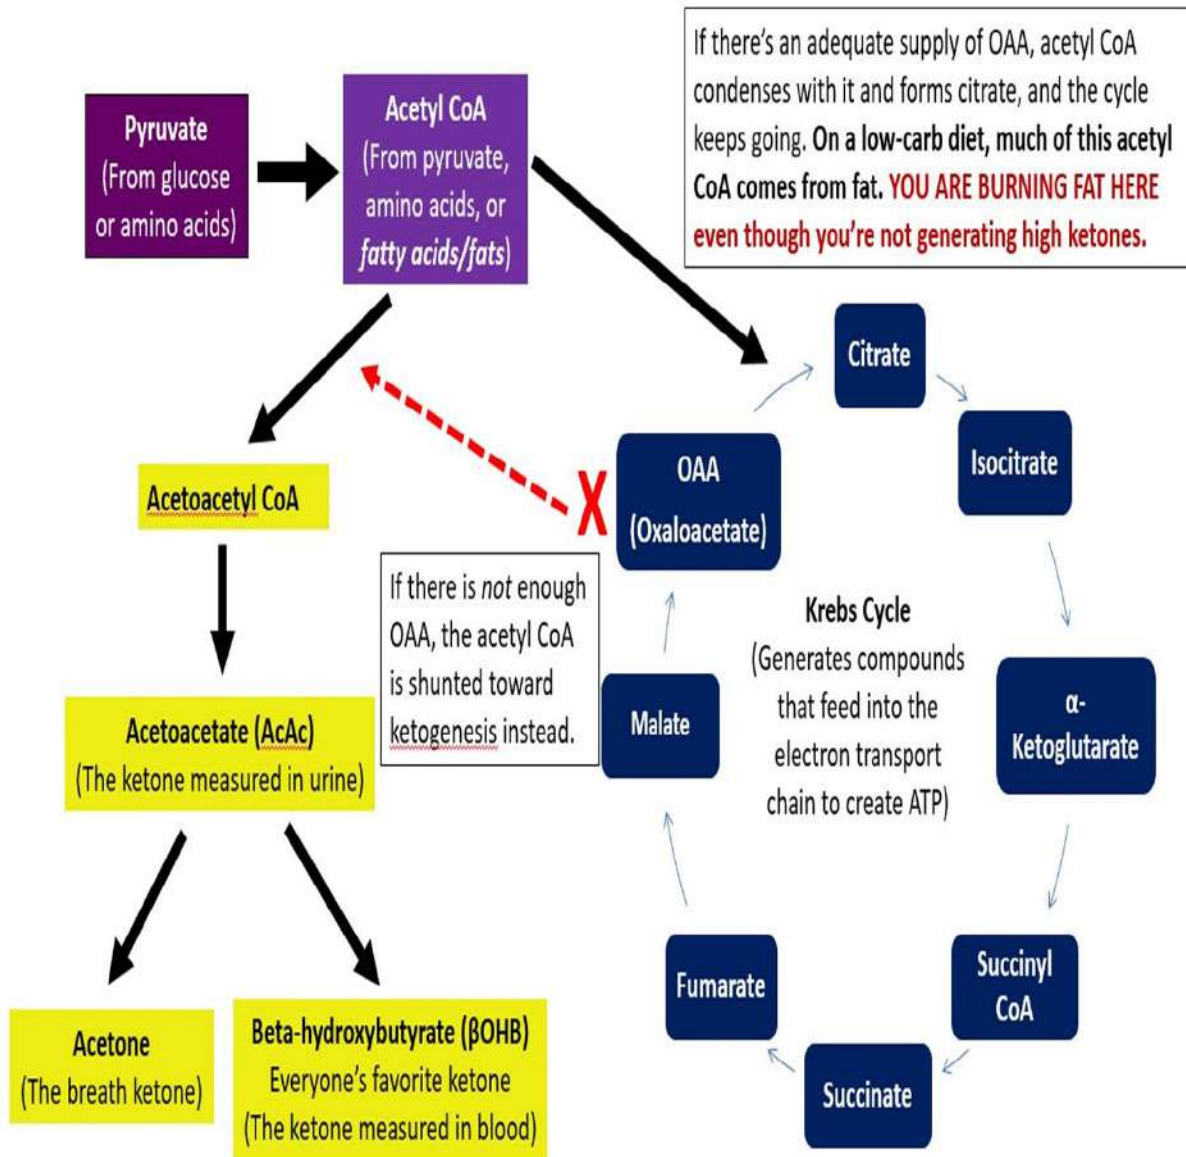 If there's an adequate supply of OAA, acetyl CoA
condenses with it and forms citrate, and the cycle
keeps going. On a low-carb diet, much of this acetyl
CoA comes from fat. YOU ARE BURNING FAT HERE
even though you're not generating high ketones.
Pyruvate
(From glucose
or amino acids)
Acetyl CoA
(From pyruvate,
amino acids, or
fatty acids/fats)
Citrate
Isocitrate
OAA
(Oxaloacetate)
X
Acetoacetyl CoA
If there is not enough
OAA, the acetyl CoA
is shunted toward
ketogenesis instead.
Krebs Cycle
(Generates compounds
that feed into the
electron transport
chain to create ATP)
α-
Ketoglutarate
Malate
Acetoacetate (AcAc)
(The ketone measured in urine)
Fumarate
Succinyl
CoA
Succinate
Acetone
(The breath ketone)
Beta-hydroxybutyrate (βOHB)
Everyone's favorite ketone
(The ketone measured in blood)